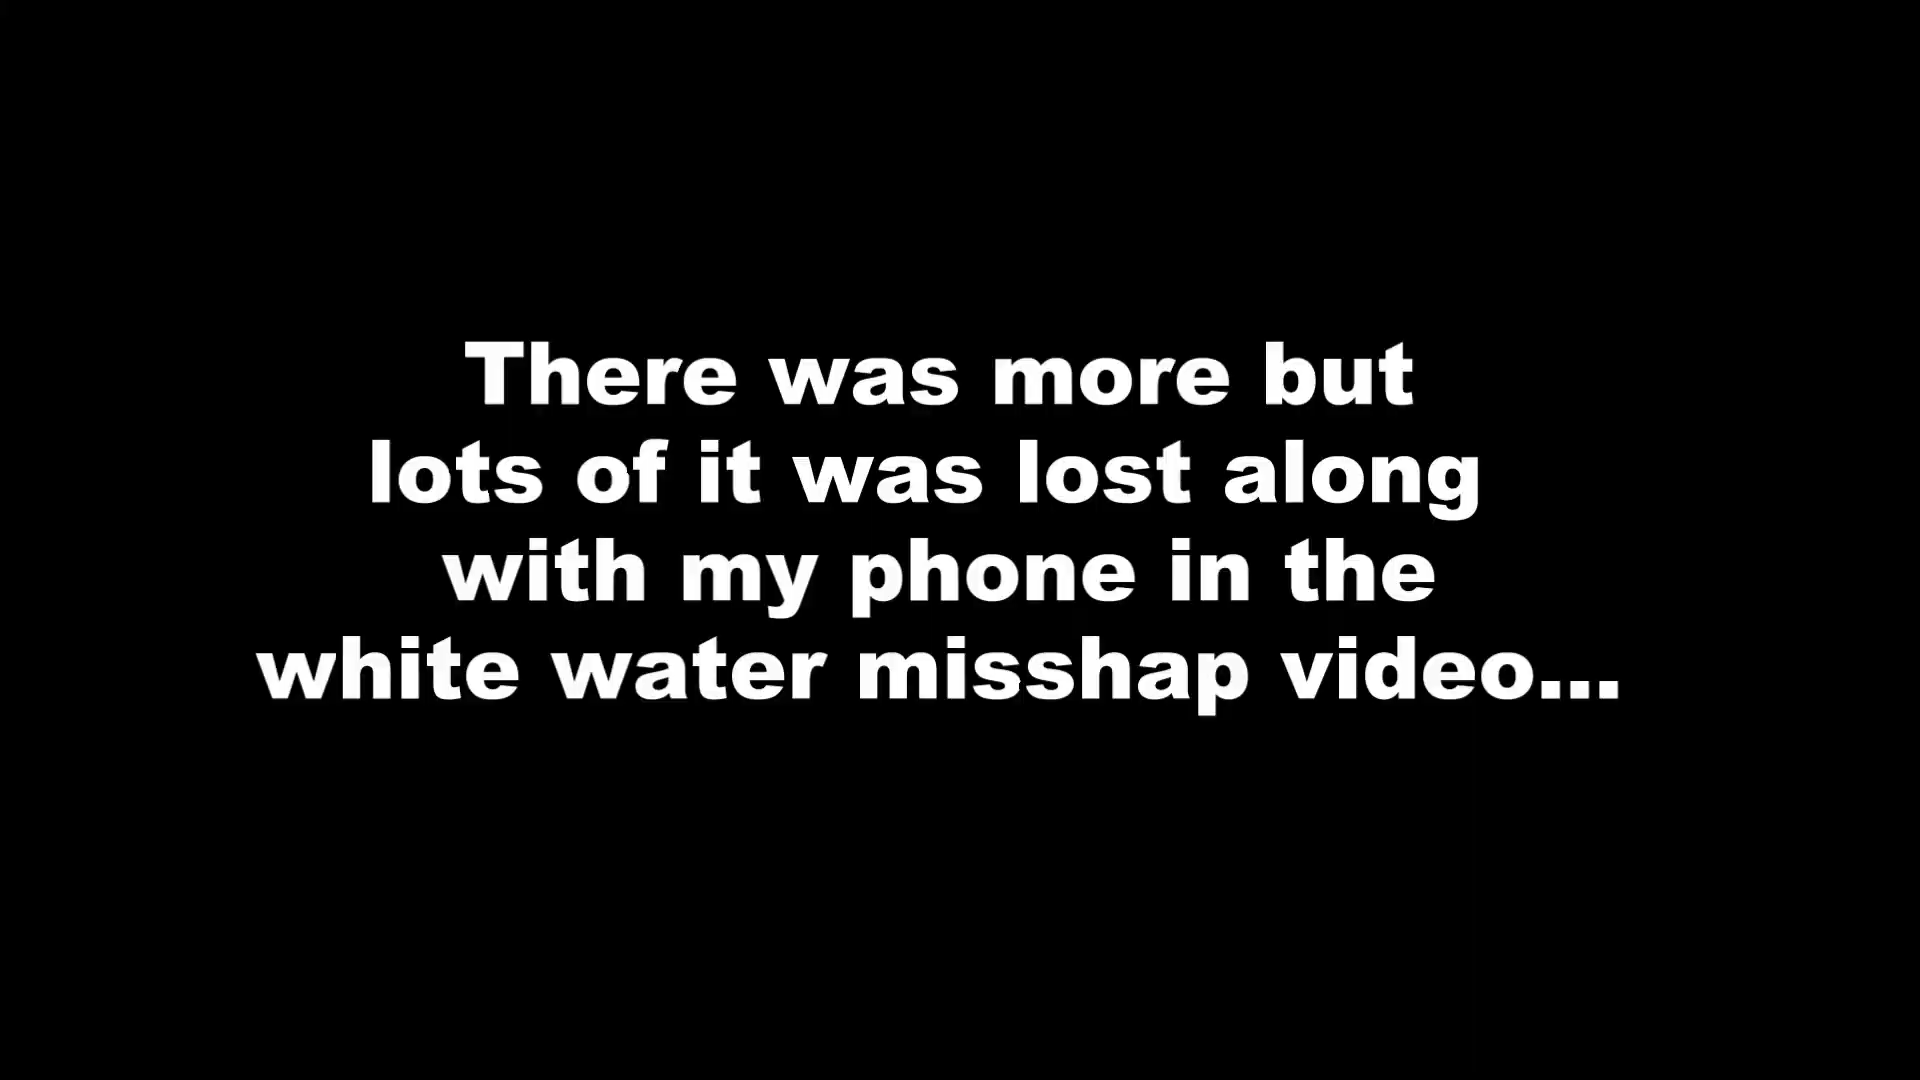 There was more but
lots of it was lost along
with my phone in the
white water misshap video...